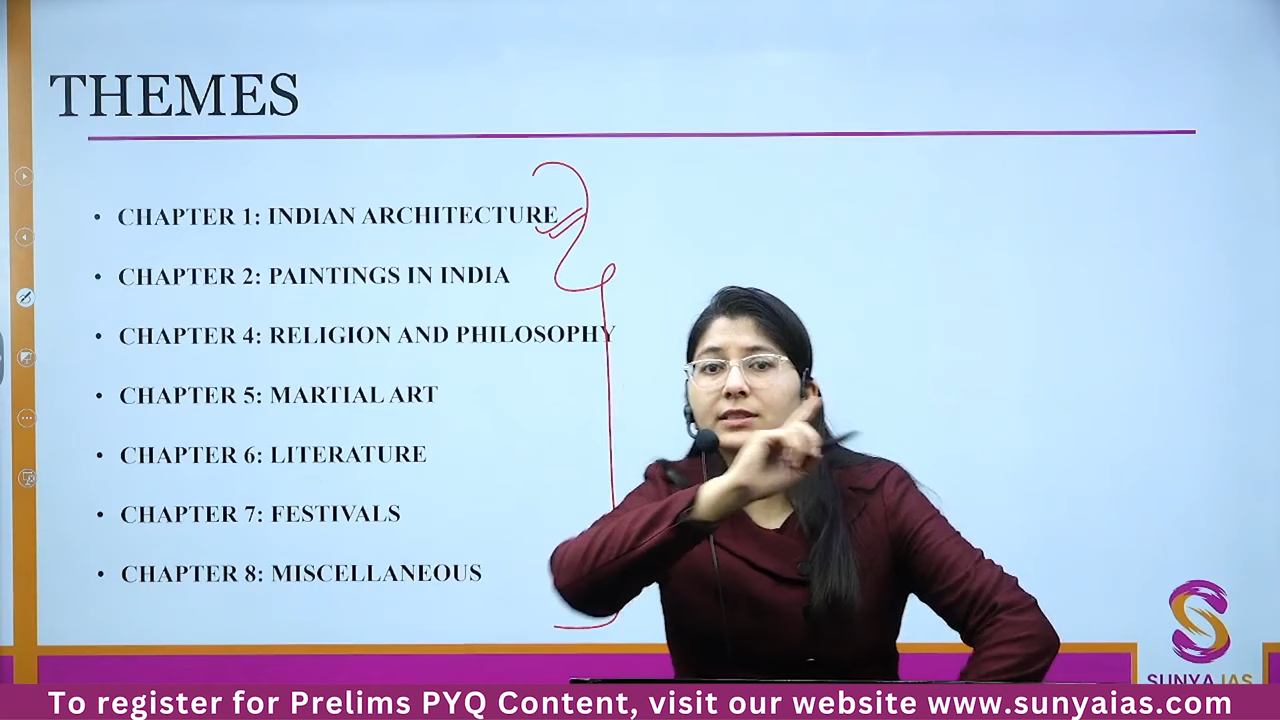 THEMES
• CHAPTER 1: INDIAN ARCHITECTURE
• CHAPTER 2: PAINTINGS IN INDIA
• CHAPTER 4: RELIGION AND PHILOSOPHY
• CHAPTER 5: MARTIAL ART
• CHAPTER 6: LITERATURE
• CHAPTER 7: FESTIVALS
• CHAPTER 8: MISCELLANEOUS
SUNYA IAS
To register for Prelims PYQ Content, visit our website www.sunyaias.com